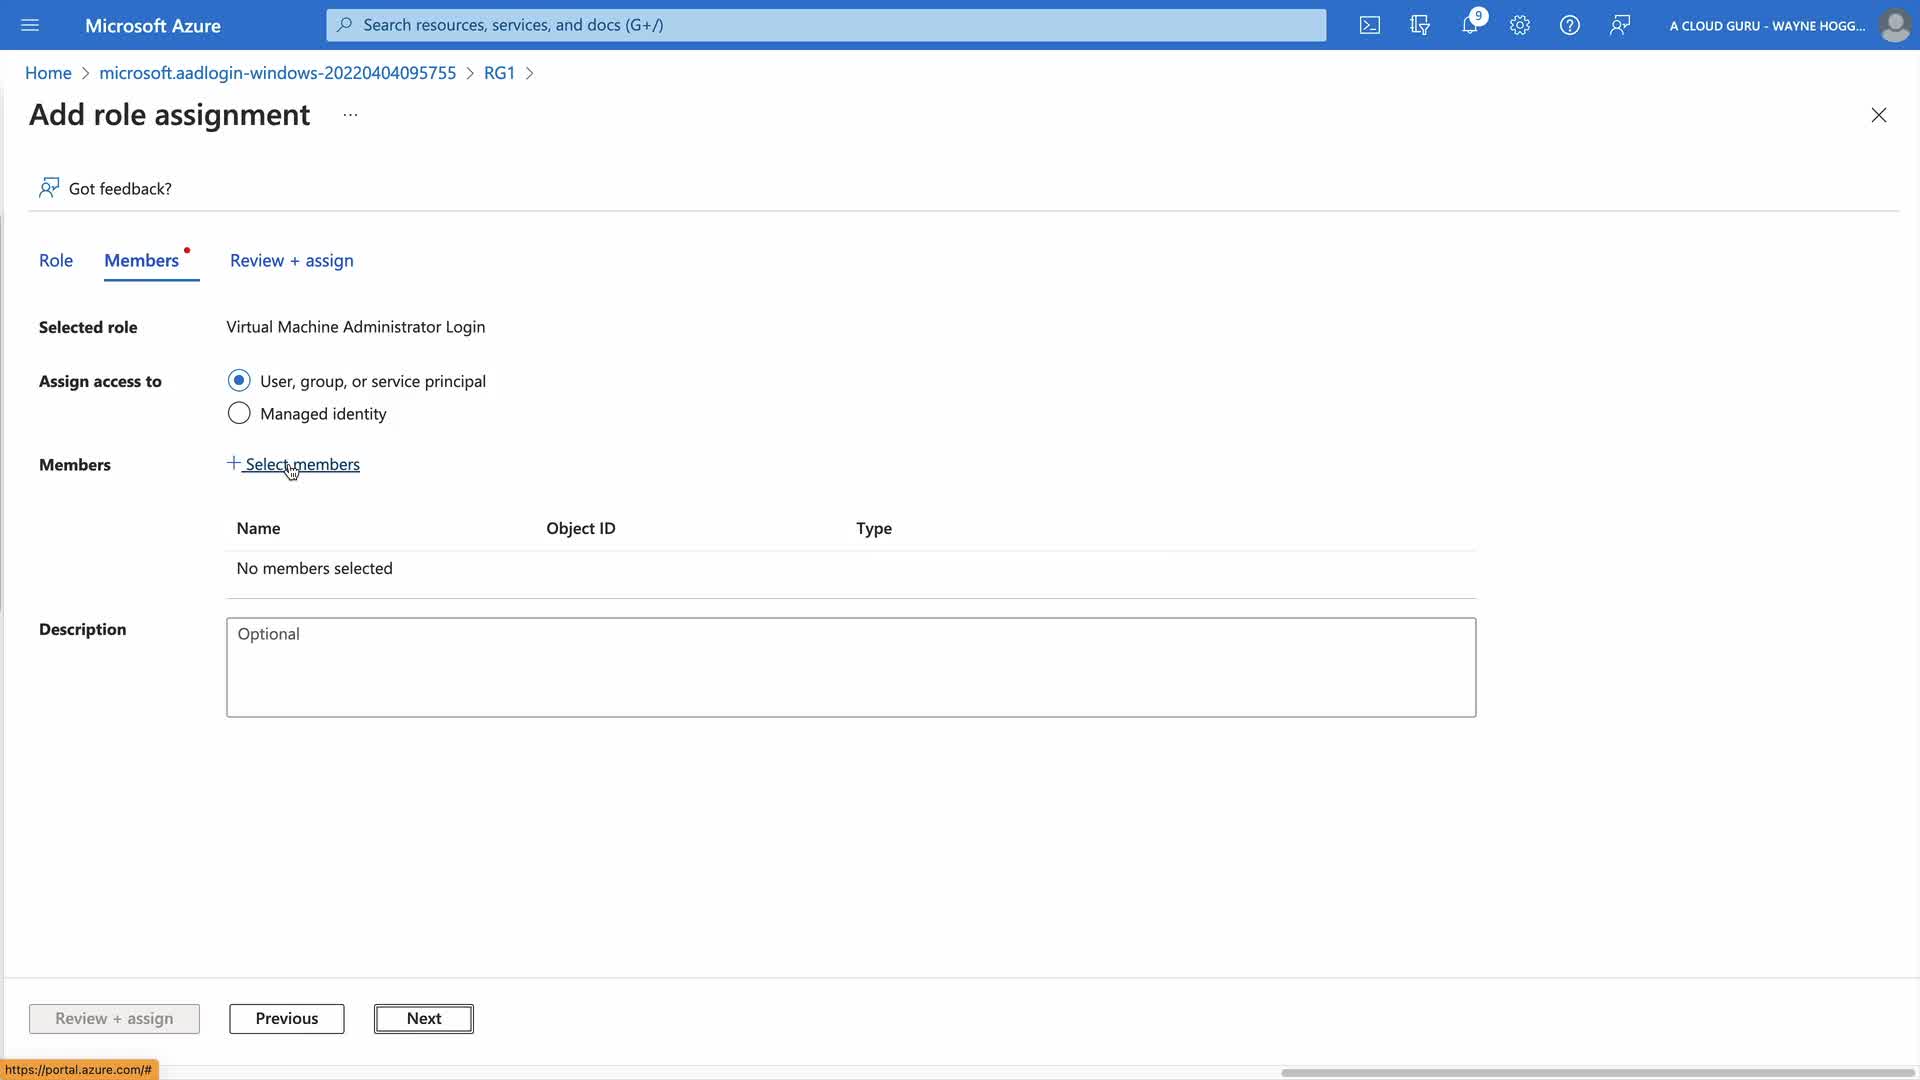 Microsoft Azure
Search resources, services, and docs (G+/)
9
A CLOUD GURU - WAYNE HOGG...
Home > microsoft.aadlogin-windows-20220404095755 > RG1 >
Add role assignment ...
Got feedback?
Role Members Review + assign
Selected role Virtual Machine Administrator Login
Assign access to User, group, or service principal
Managed identity
Members + Select members
Name Object ID Type
No members selected
Description Optional
Review + assign Previous Next
https://portal.azure.com/#